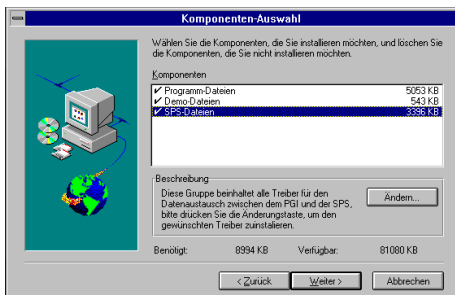 Komponenten-Auswahl
Wählen Sie die Komponenten, die Sie installieren möchten, und löschen Sie
die Komponenten, die Sie nicht installieren möchten.
Komponenten
✔ Programm-Dateien 5053 KB
✔ Demo-Dateien 543 KB
✔ SPS-Dateien 3396 KB
Beschreibung
Diese Gruppe beinhaltet alle Treiber für den
Datenaustausch zwischen dem PGI und der SPS,
bitte drücken Sie die Änderungstaste, um den
gewünschten Treiber zuinstalieren.
Ändern...
Benötigt: 8994 KB Verfügbar: 81080 KB
< Zurück Weiter > Abbrechen